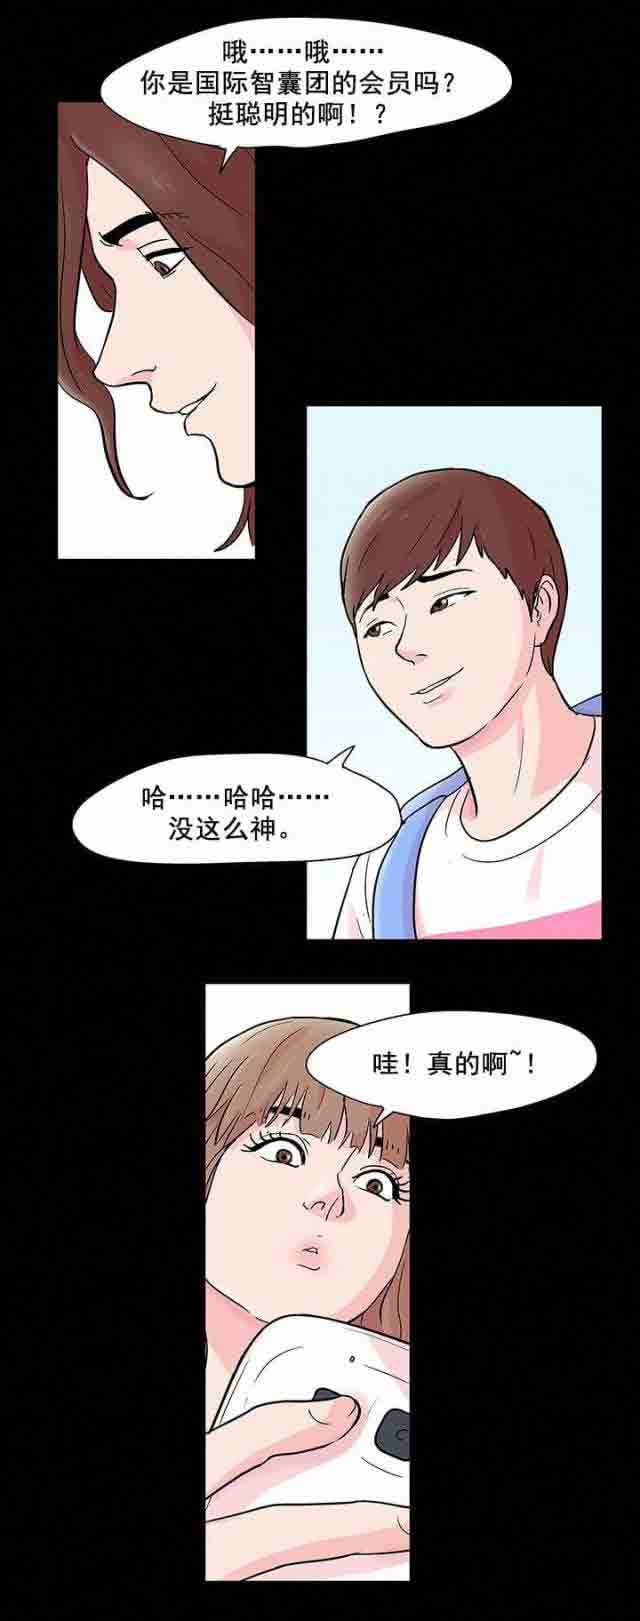 哦……哦……
你是国际智囊团的会员吗？
挺聪明的啊！？
哈……哈哈……
没这么神。
哇！真的啊~！